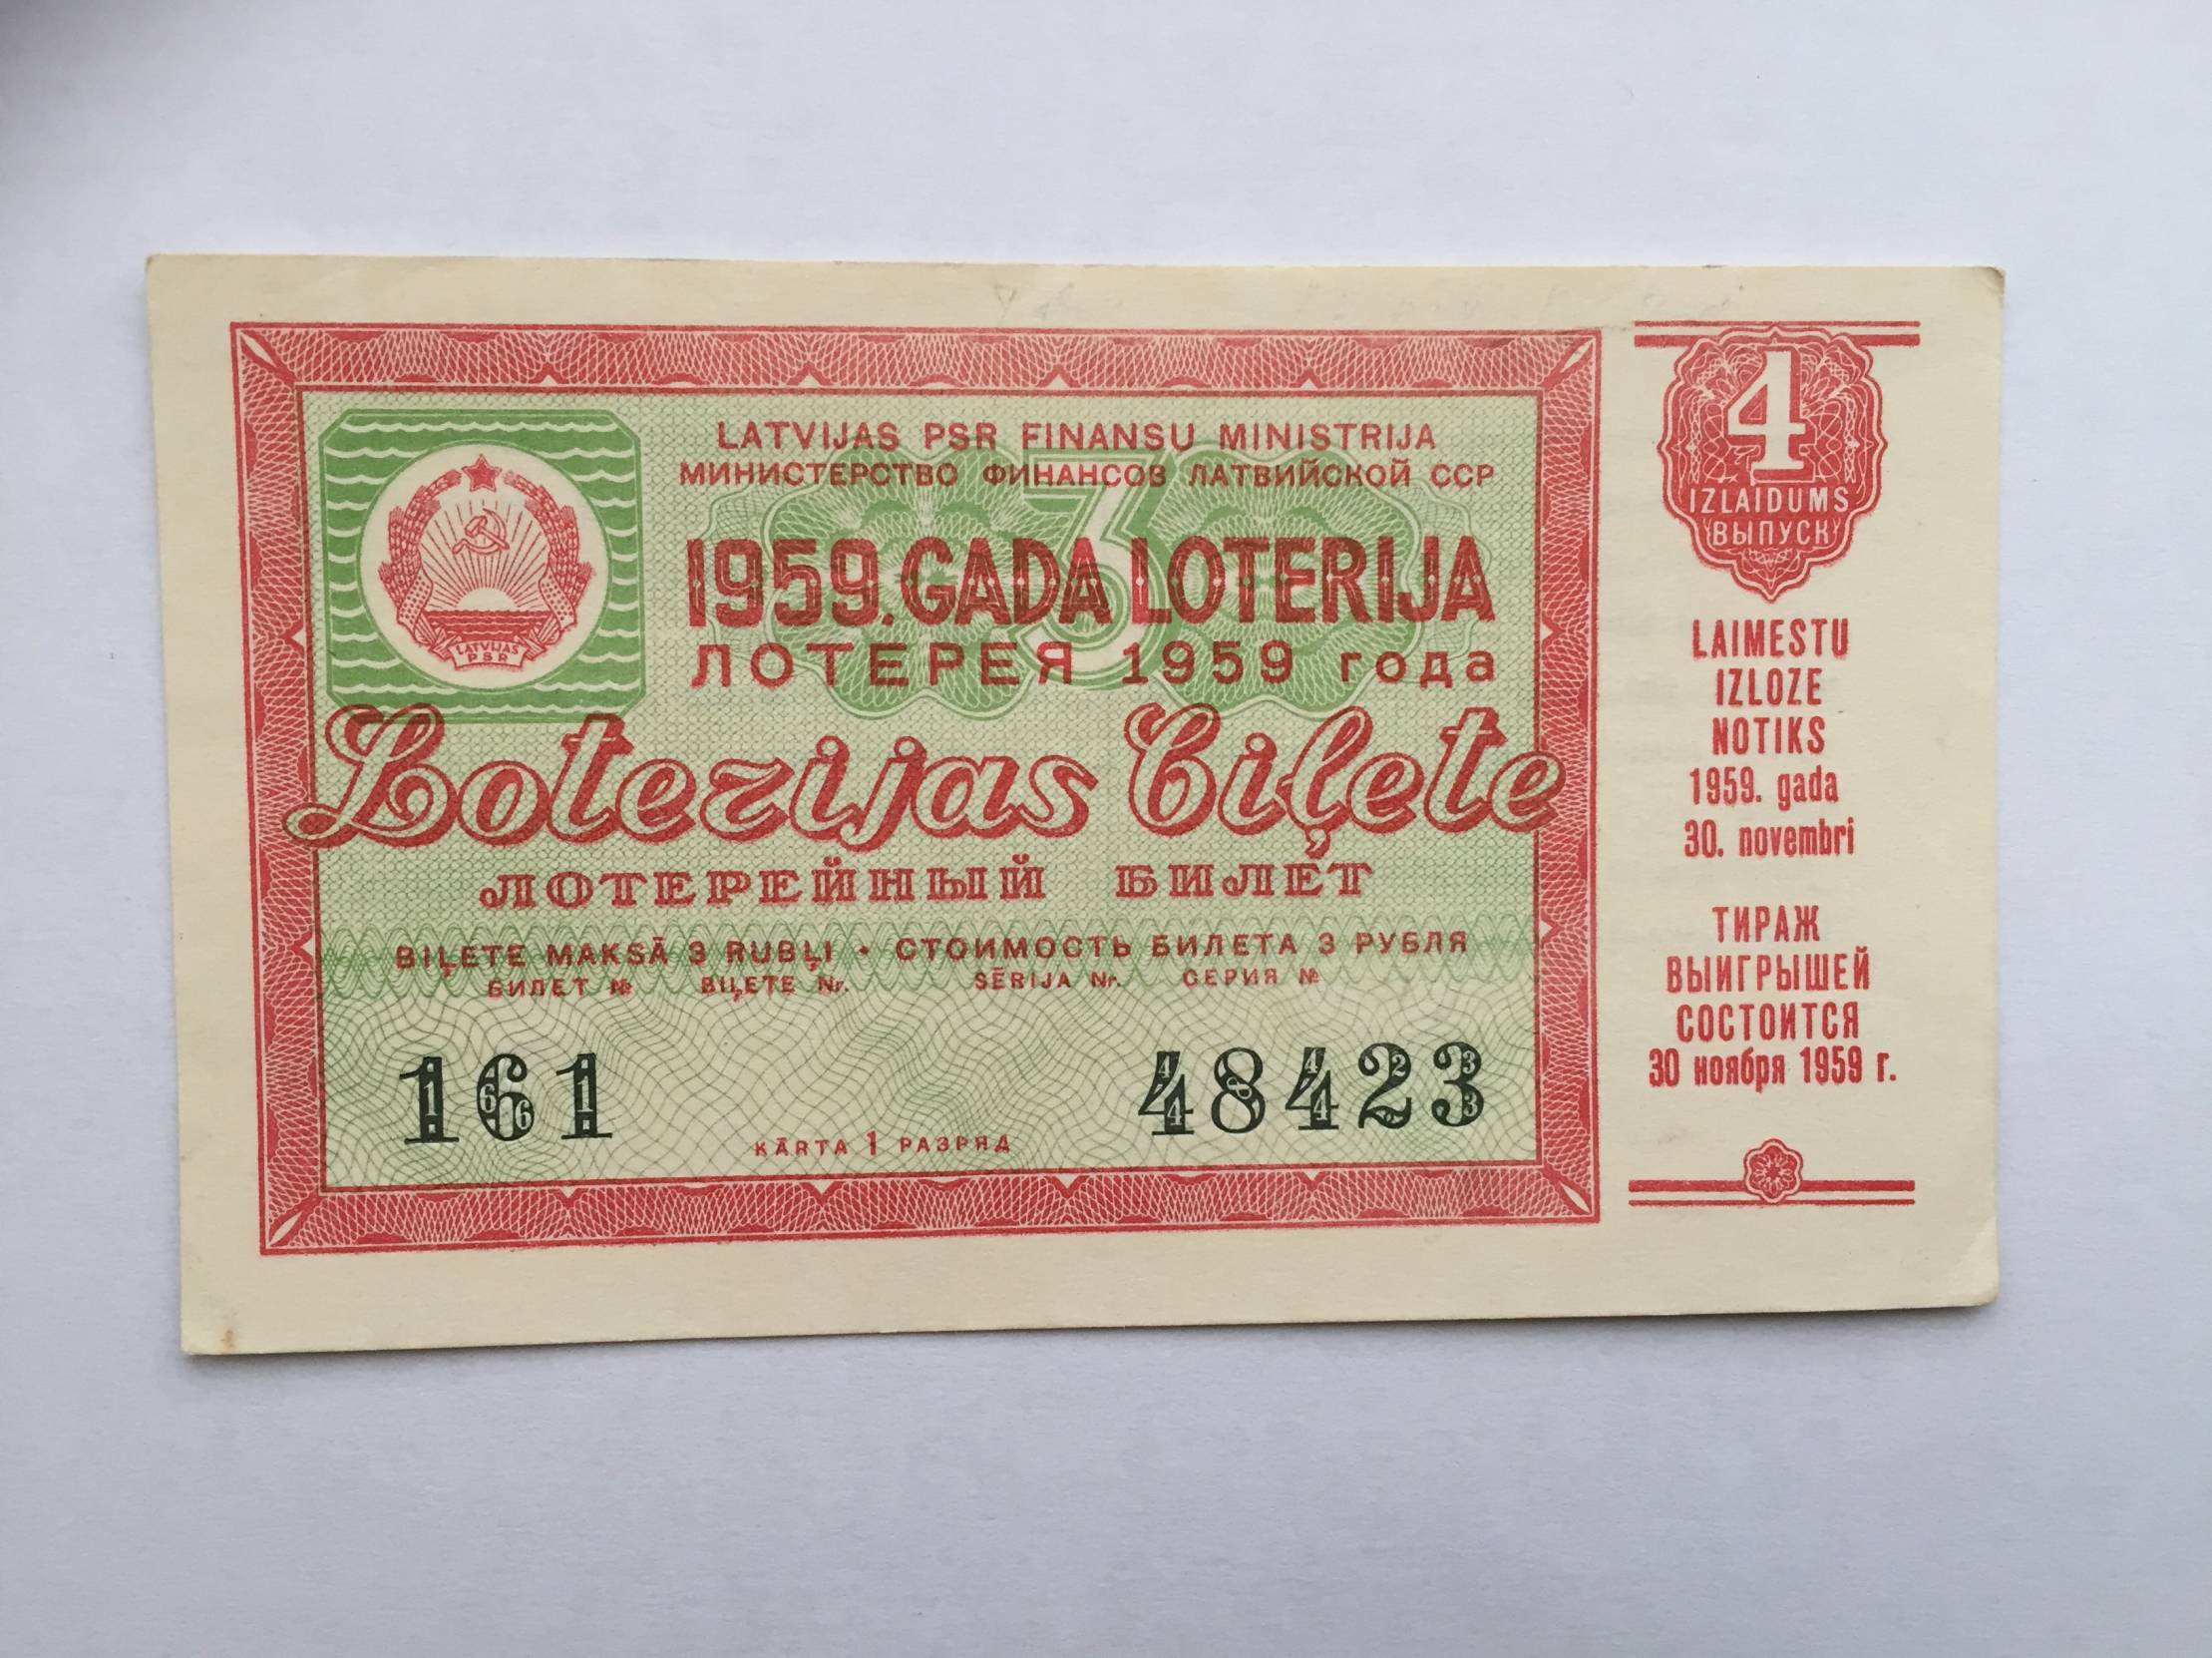 LATVIJAS PSR FINANSU MINISTRIJA
МИНИСТЕРСТВО ФИНАНСОВ ЛАТВИЙСКОЙ ССР
3
1959. GADA LOTERIJA
ЛОТЕРЕЯ 1959 года
LATVIJAS
PSR
Loterijas biļete
ЛОТЕРЕЙНЫЙ БИЛЕТ
BIĻETE MAKSĀ 3 RUBĻI • СТОИМОСТЬ БИЛЕТА 3 РУБЛЯ
БИЛЕТ № BIĻETE Nr. SĒRIJA Nr. СЕРИЯ №
161 48423
KĀRTA 1 РАЗРЯД
4
IZLAIDUMS
ВЫПУСК
LAIMESTU
IZLOZE
NOTIKS
1959. gada
30. novembri
ТИРАЖ
ВЫИГРЫШЕЙ
СОСТОИТСЯ
30 ноября 1959 г.